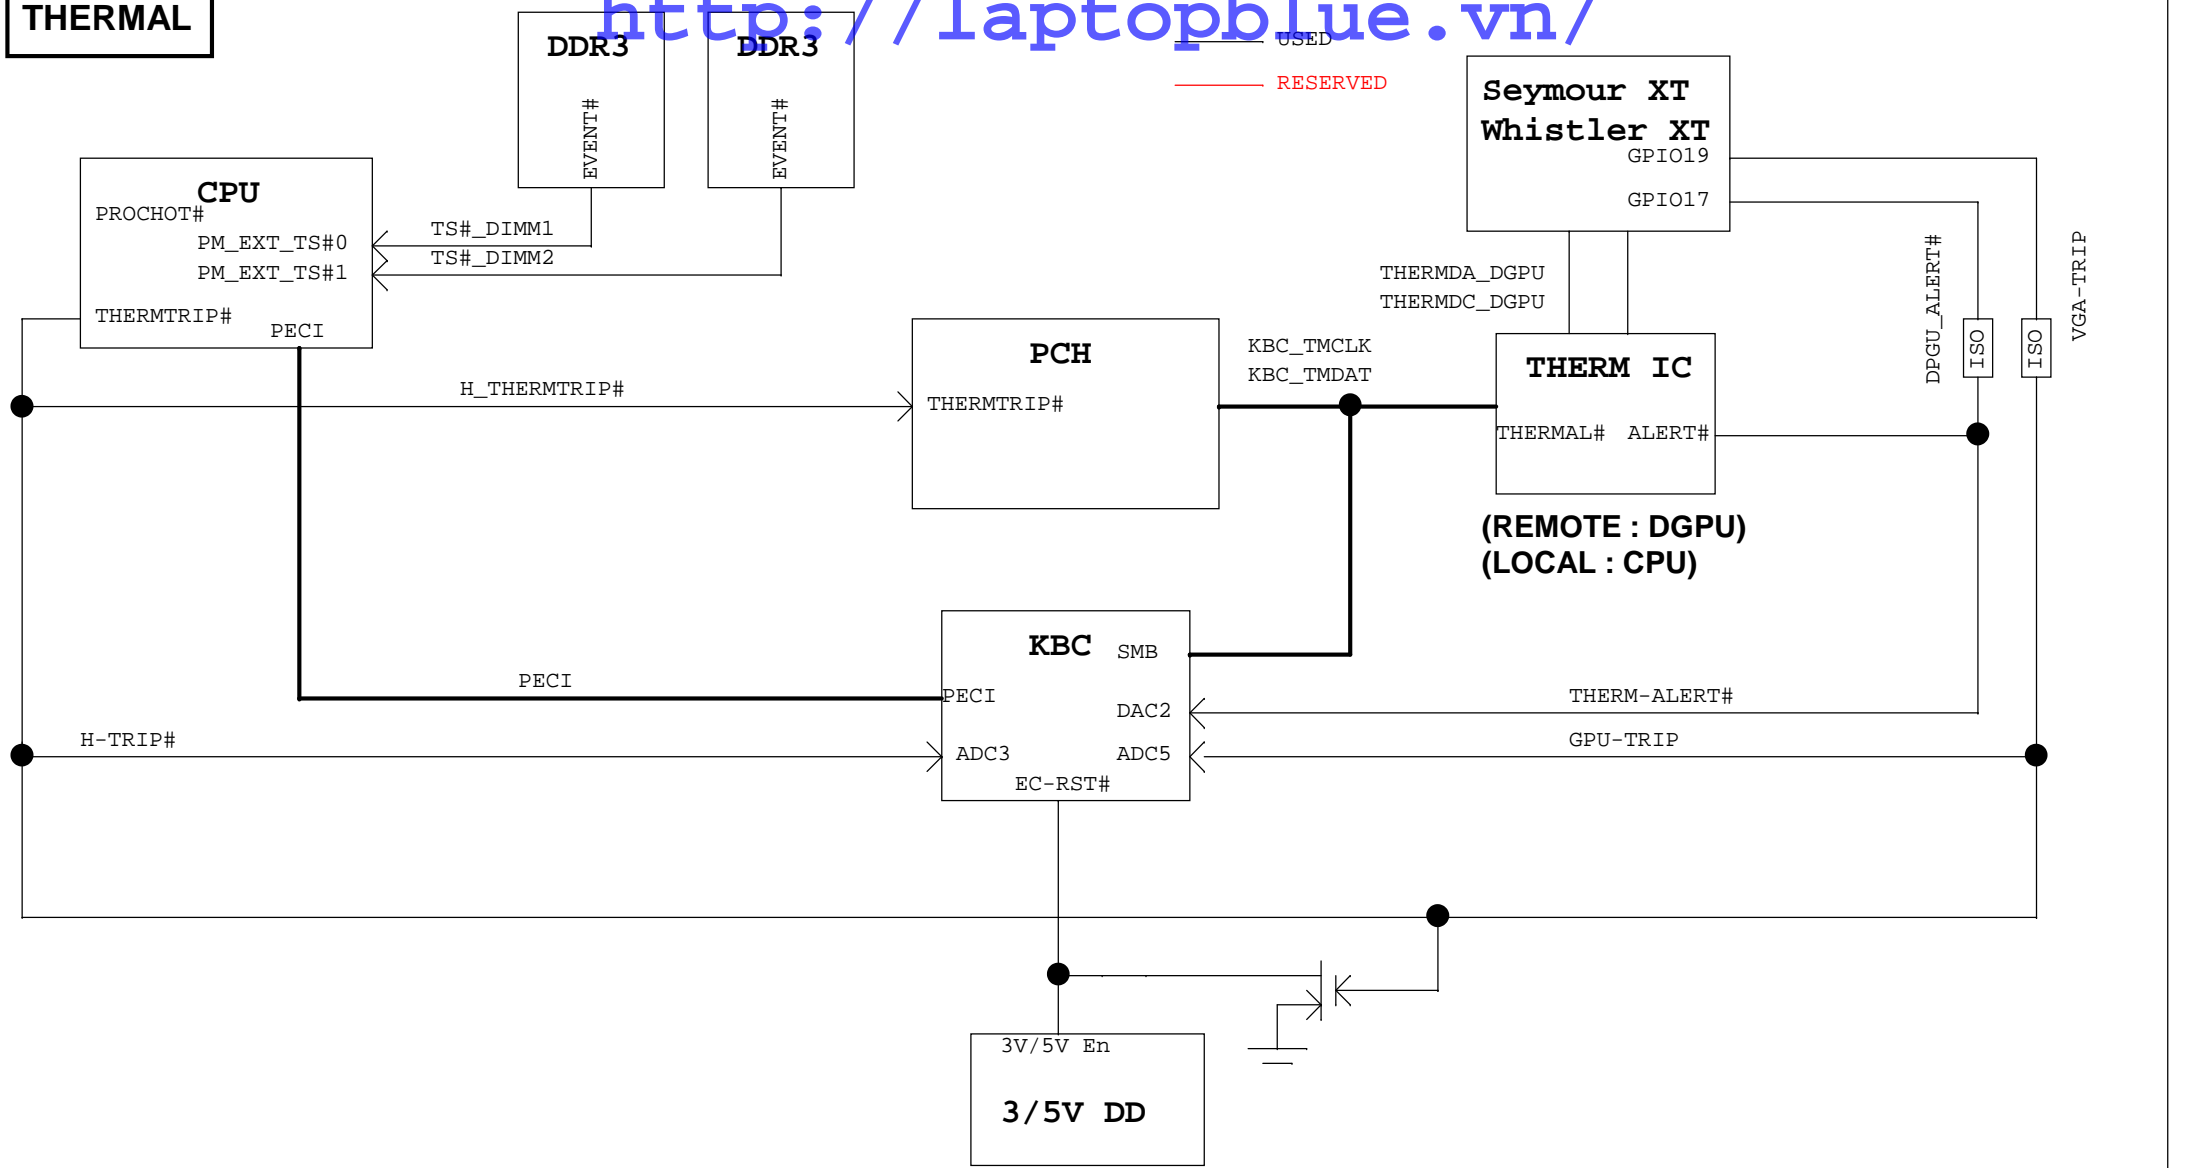 THERMAL
http://laptopblue.vn/
DDR3
DDR3
USED
RESERVED
EVENT#
EVENT#
Seymour XT
Whistler XT
GPIO19
GPIO17
CPU
PROCHOT#
PM_EXT_TS#0
PM_EXT_TS#1
THERMTRIP#
PECI
TS#_DIMM1
TS#_DIMM2
THERMDA_DGPU
THERMDC_DGPU
DPGU_ALERT#
VGA-TRIP
ISO
ISO
PCH
THERMTRIP#
H_THERMTRIP#
KBC_TMCLK
KBC_TMDAT
THERM IC
THERMAL# ALERT#
(REMOTE : DGPU)
(LOCAL : CPU)
KBC
SMB
PECI
PECI
DAC2
THERM-ALERT#
H-TRIP#
ADC3
ADC5
GPU-TRIP
EC-RST#
3V/5V En
3/5V DD